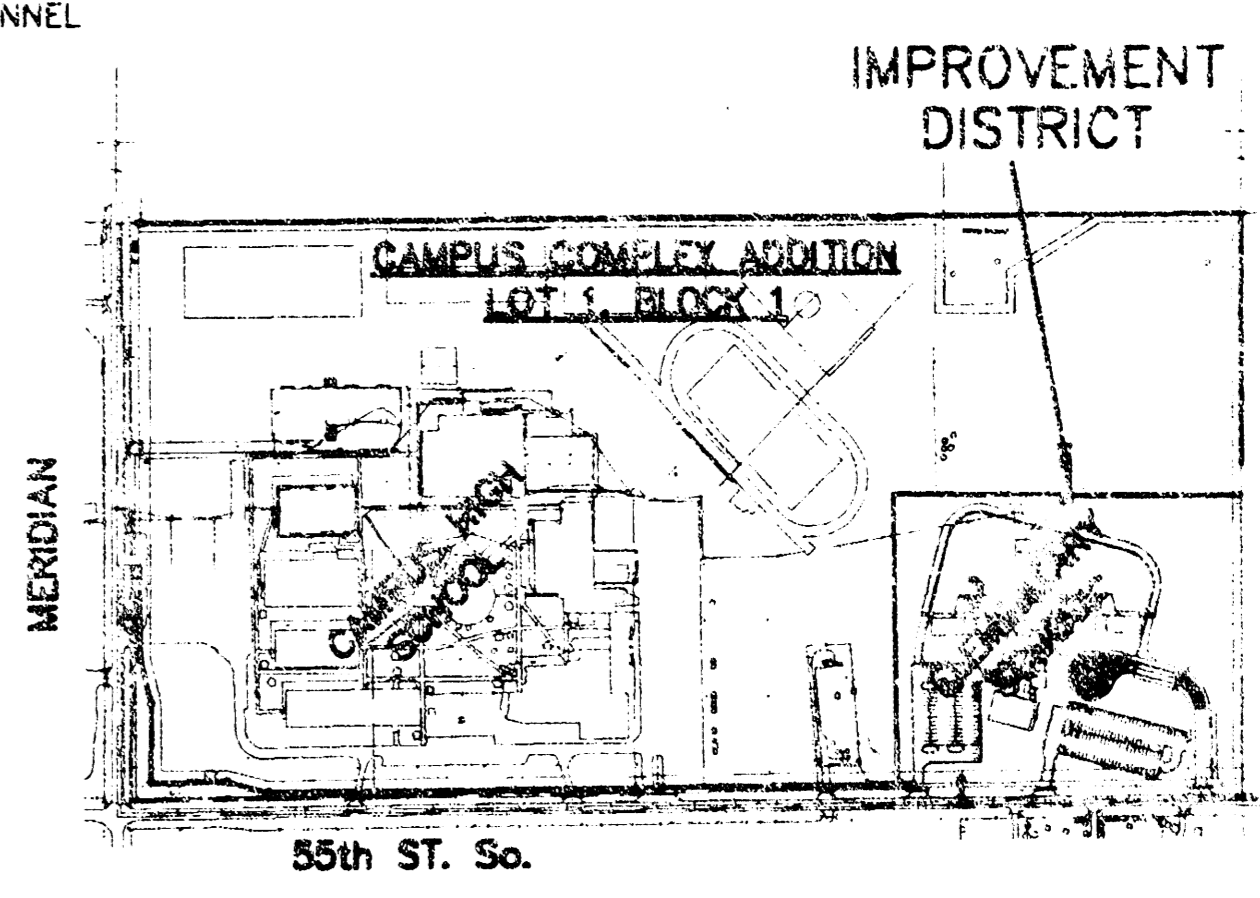 NNEL
IMPROVEMENT
DISTRICT
CAMPUS COMPLEX ADDITION
LOT 1, BLOCK 1
MERIDIAN
CAMPUS HIGH
SCHOOL
55th ST. So.